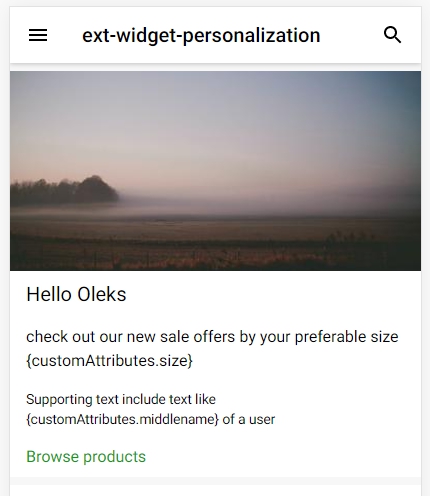 ext-widget-personalization
Hello Oleks
check out our new sale offers by your preferable size
{customAttributes.size}
Supporting text include text like
{customAttributes.middlename} of a user
Browse products